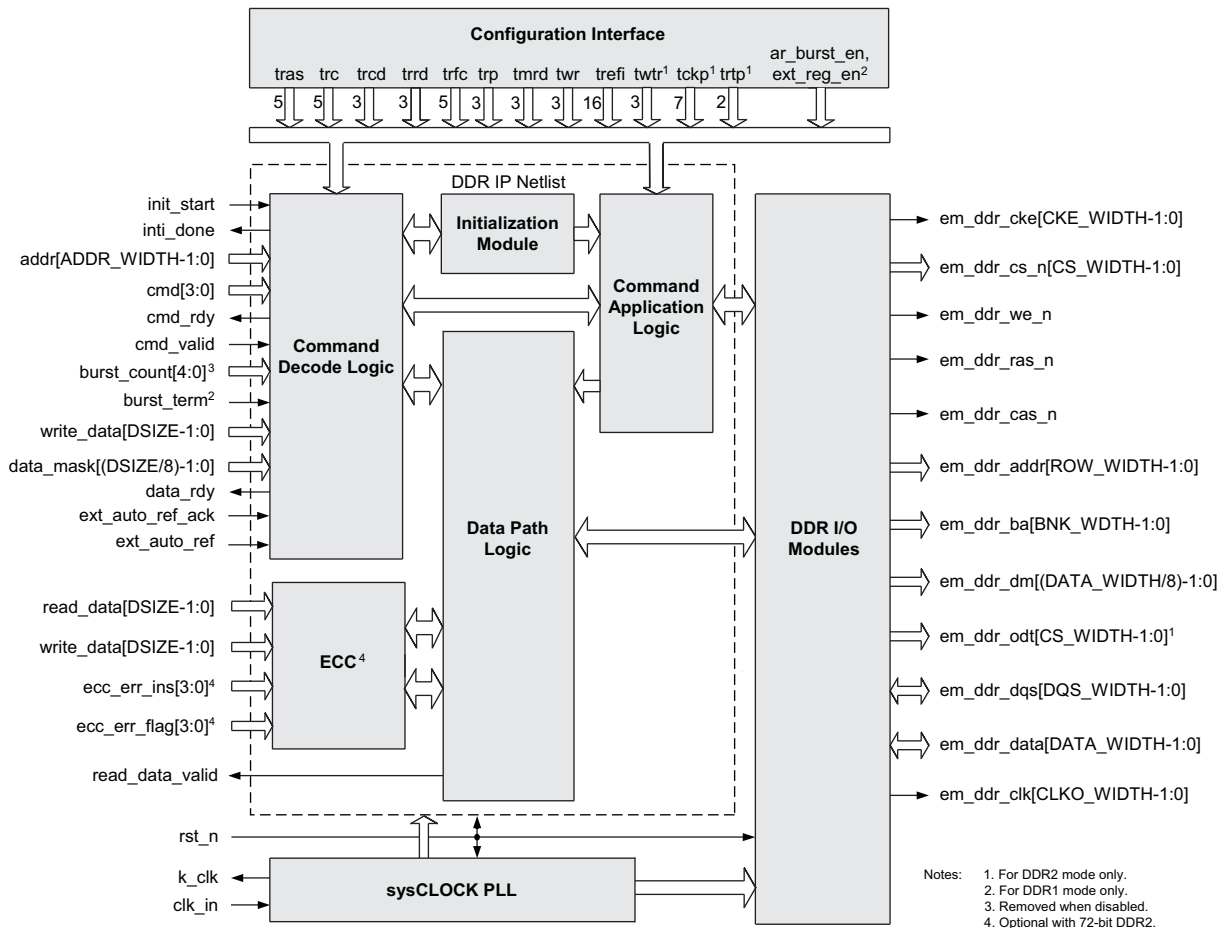 Configuration Interface
tras trc trcd trrd trfc trp tmrd twr trefi twtr¹ tckp¹ trtp¹
ar_burst_en,
ext_reg_en²
5 5 3 3 5 3 3 3 16 3 7 2
DDR IP Netlist
init_start
inti_done
addr[ADDR_WIDTH-1:0]
cmd[3:0]
cmd_rdy
cmd_valid
burst_count[4:0]³
burst_term²
write_data[DSIZE-1:0]
data_mask[(DSIZE/8)-1:0]
data_rdy
ext_auto_ref_ack
ext_auto_ref
read_data[DSIZE-1:0]
write_data[DSIZE-1:0]
ecc_err_ins[3:0]⁴
ecc_err_flag[3:0]⁴
read_data_valid
rst_n
k_clk
clk_in
Command
Decode Logic
Initialization
Module
Command
Application
Logic
Data Path
Logic
ECC⁴
sysCLOCK PLL
DDR I/O
Modules
em_ddr_cke[CKE_WIDTH-1:0]
em_ddr_cs_n[CS_WIDTH-1:0]
em_ddr_we_n
em_ddr_ras_n
em_ddr_cas_n
em_ddr_addr[ROW_WIDTH-1:0]
em_ddr_ba[BNK_WDTH-1:0]
em_ddr_dm[(DATA_WIDTH/8)-1:0]
em_ddr_odt[CS_WIDTH-1:0]¹
em_ddr_dqs[DQS_WIDTH-1:0]
em_ddr_data[DATA_WIDTH-1:0]
em_ddr_clk[CLKO_WIDTH-1:0]
Notes: 1. For DDR2 mode only.
2. For DDR1 mode only.
3. Removed when disabled.
4. Optional with 72-bit DDR2.